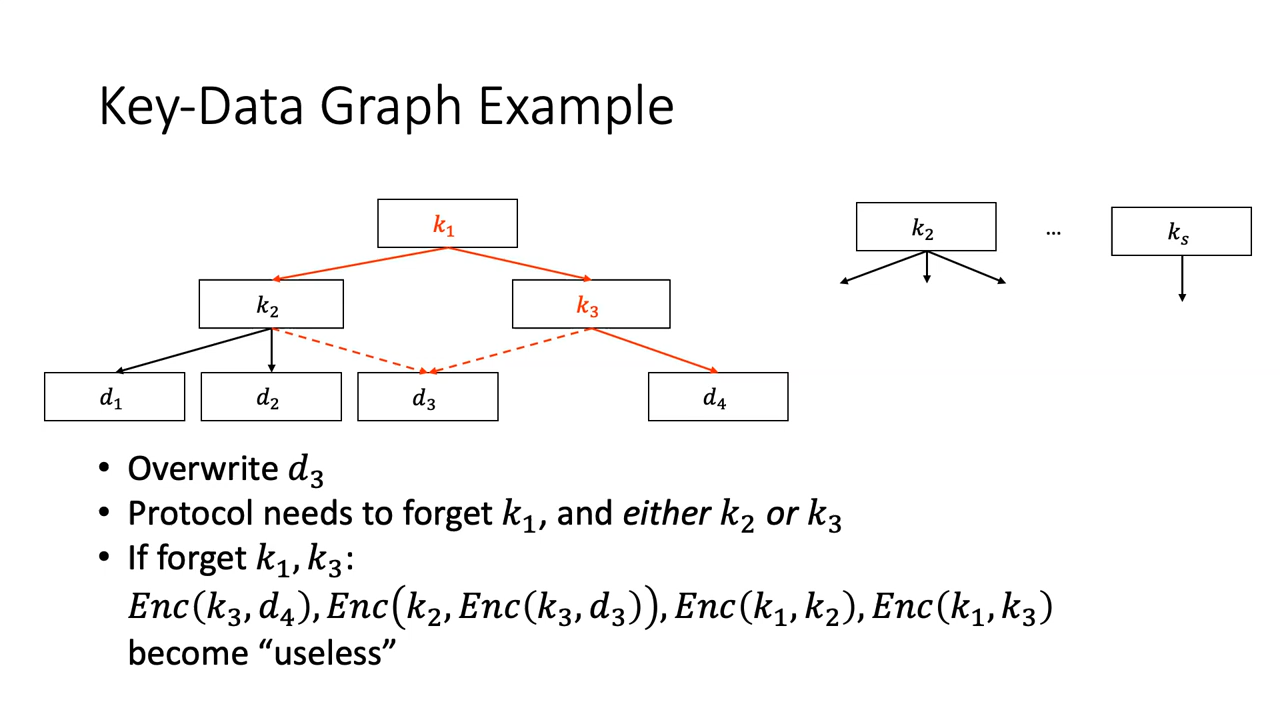 Key-Data Graph Example
k₁
k₂ ... kₛ
k₂ k₃
d₁ d₂ d₃ d₄
• Overwrite d₃
• Protocol needs to forget k₁, and either k₂ or k₃
• If forget k₁, k₃:
Enc(k₃, d₄), Enc(k₂, Enc(k₃, d₃)), Enc(k₁, k₂), Enc(k₁, k₃)
become “useless”